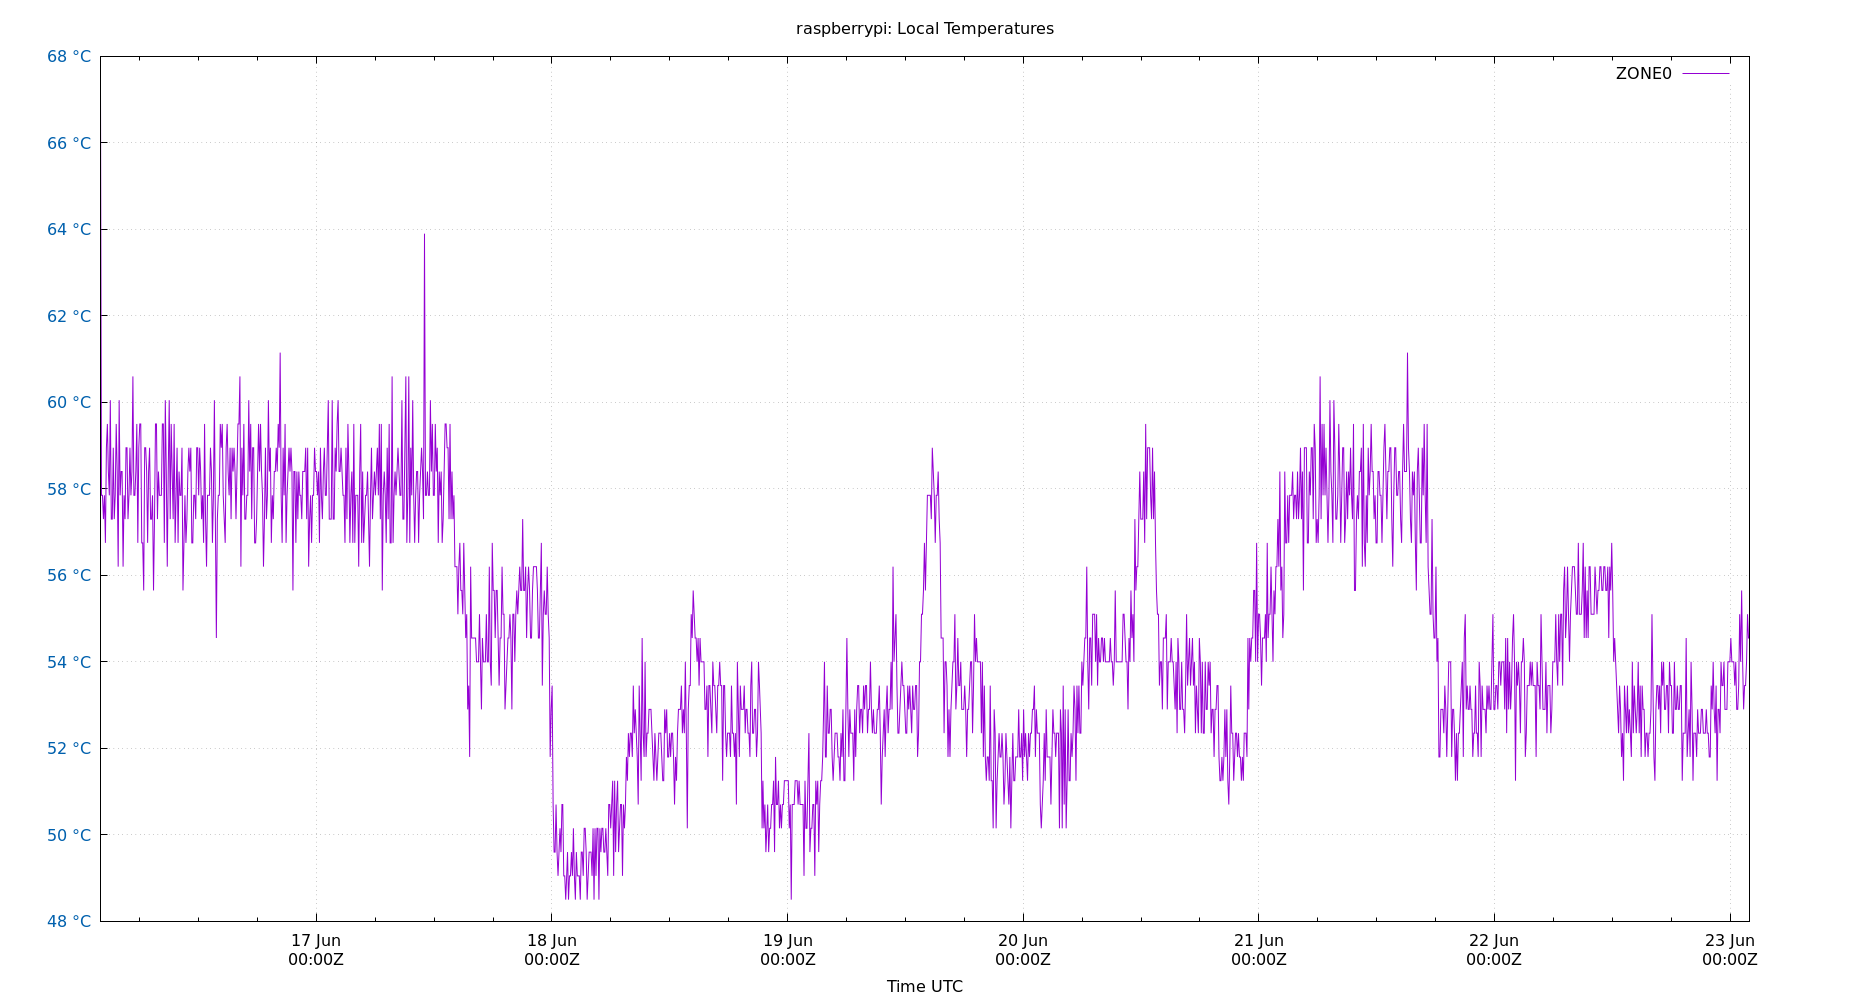 raspberrypi: Local Temperatures
68 °C
ZONE0
66 °C
64 °C
62 °C
60 °C
58 °C
56 °C
54 °C
52 °C
50 °C
48 °C
17 Jun 18 Jun 19 Jun 20 Jun 21 Jun 22 Jun 23 Jun
00:00Z 00:00Z 00:00Z 00:00Z 00:00Z 00:00Z 00:00Z
Time UTC